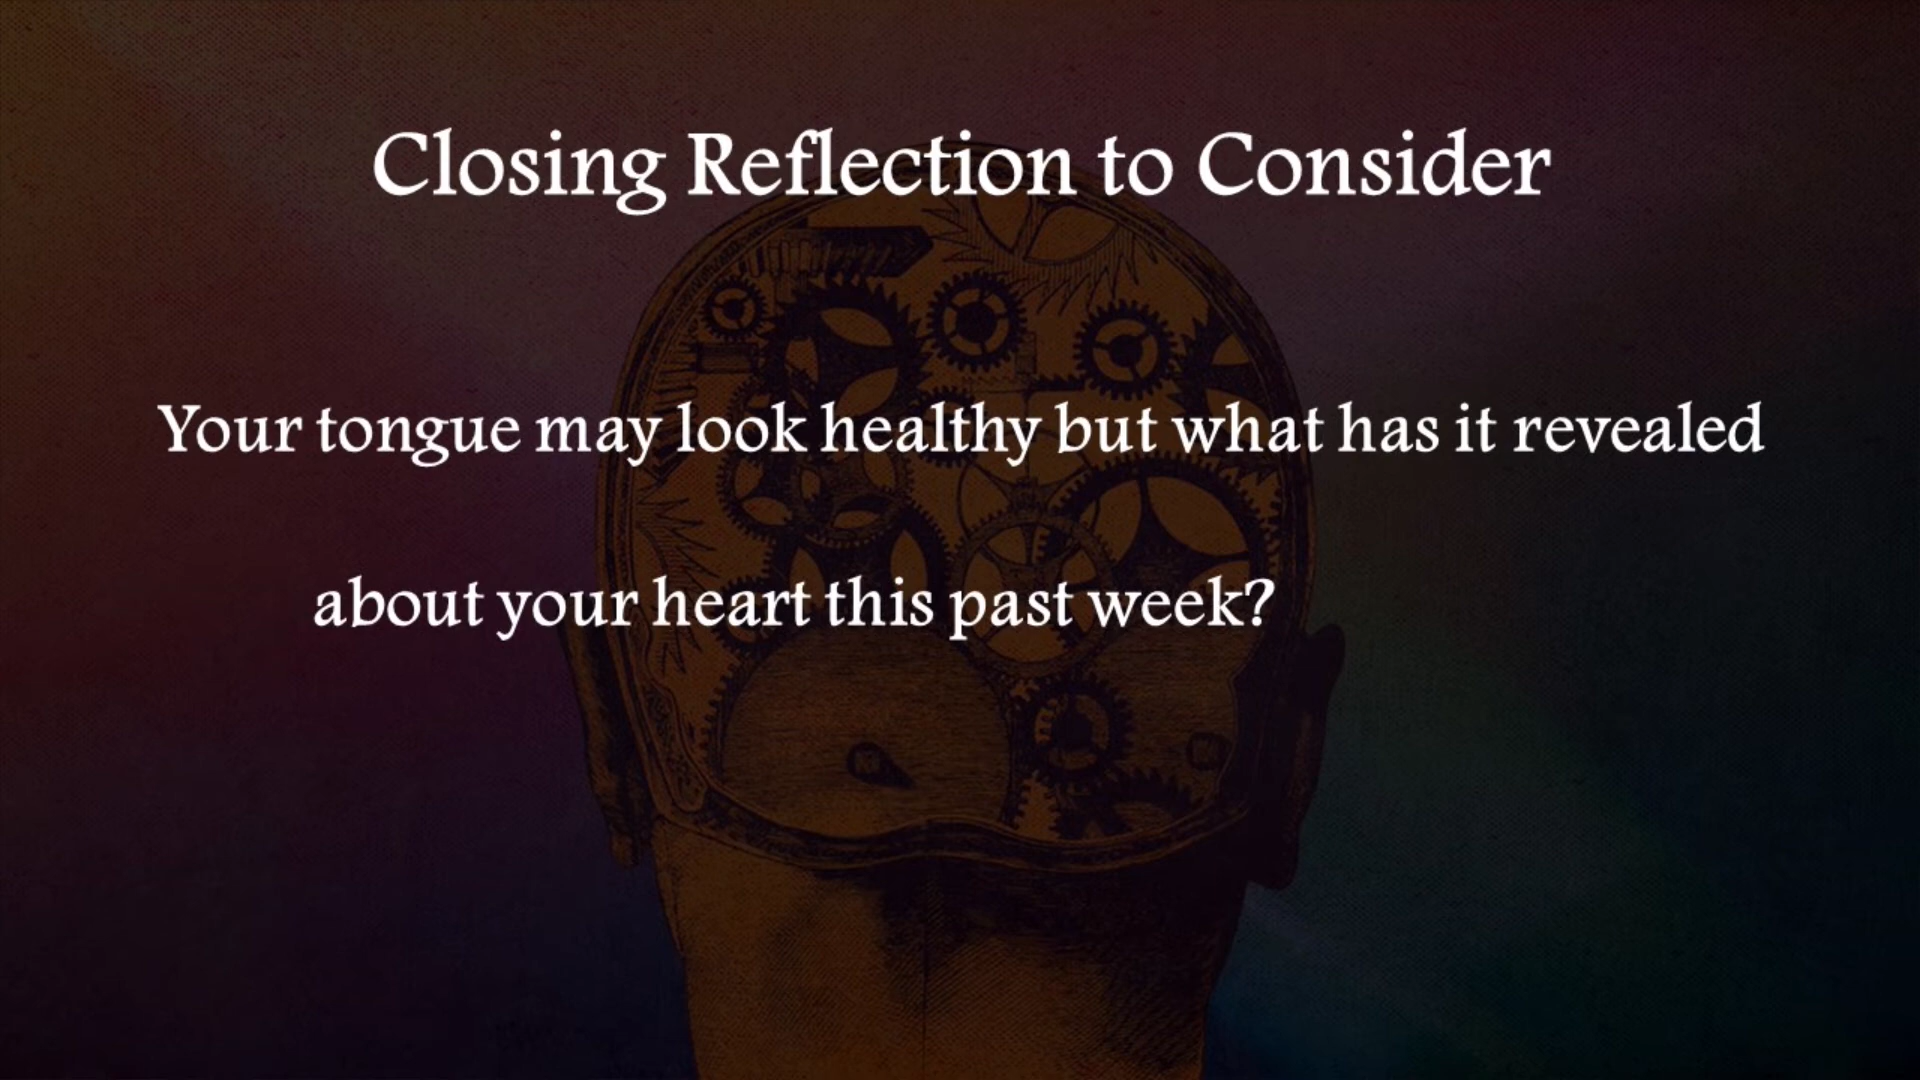 Closing Reflection to Consider
Your tongue may look healthy but what has it revealed
about your heart this past week?